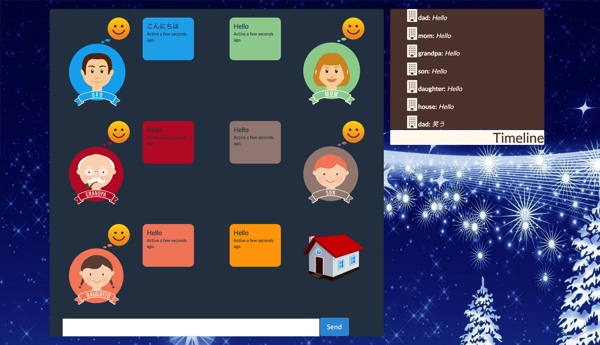 こんにちは
Active a few seconds
ago.
DAD
Hello
Active a few seconds
ago.
MOM
Hello
Active a few seconds
ago.
GRANDPA
Hello
Active a few seconds
ago.
SON
Hello
Active a few seconds
ago.
DAUGHTER
Hello
Active a few seconds
ago.
Send
dad: Hello
mom: Hello
grandpa: Hello
son: Hello
daughter: Hello
house: Hello
dad: 笑う
Timeline